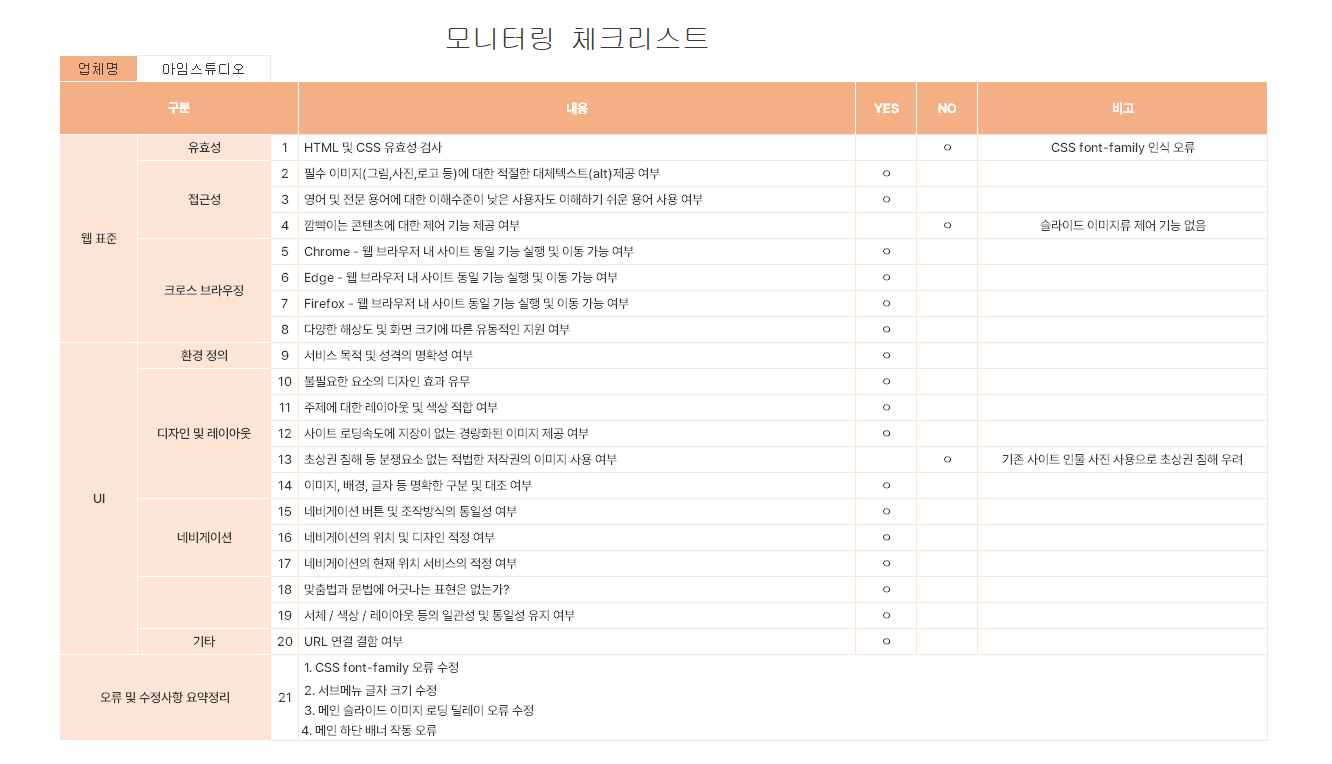 모니터링 체크리스트
업체명 아임스튜디오
구분 내용 YES NO 비고
웹 표준
유효성 1 HTML 및 CSS 유효성 검사 ㅇ CSS font-family 인식 오류
접근성
2 필수 이미지(그림,사진,로고 등)에 대한 적절한 대체텍스트(alt)제공 여부 ㅇ
3 영어 및 전문 용어에 대한 이해수준이 낮은 사용자도 이해하기 쉬운 용어 사용 여부 ㅇ
4 깜빡이는 콘텐츠에 대한 제어 기능 제공 여부 ㅇ 슬라이드 이미지류 제어 기능 없음
크로스 브라우징
5 Chrome - 웹 브라우저 내 사이트 동일 기능 실행 및 이동 가능 여부 ㅇ
6 Edge - 웹 브라우저 내 사이트 동일 기능 실행 및 이동 가능 여부 ㅇ
7 Firefox - 웹 브라우저 내 사이트 동일 기능 실행 및 이동 가능 여부 ㅇ
8 다양한 해상도 및 화면 크기에 따른 유동적인 지원 여부 ㅇ
UI
환경 정의 9 서비스 목적 및 성격의 명확성 여부 ㅇ
디자인 및 레이아웃
10 불필요한 요소의 디자인 효과 유무 ㅇ
11 주제에 대한 레이아웃 및 색상 적합 여부 ㅇ
12 사이트 로딩속도에 지장이 없는 경량화된 이미지 제공 여부 ㅇ
13 초상권 침해 등 분쟁요소 없는 적법한 저작권의 이미지 사용 여부 ㅇ 기존 사이트 인물 사진 사용으로 초상권 침해 우려
14 이미지, 배경, 글자 등 명확한 구분 및 대조 여부 ㅇ
네비게이션
15 네비게이션 버튼 및 조작방식의 통일성 여부 ㅇ
16 네비게이션의 위치 및 디자인 적정 여부 ㅇ
17 네비게이션의 현재 위치 서비스의 적정 여부 ㅇ
18 맞춤법과 문법에 어긋나는 표현은 없는가? ㅇ
19 서체 / 색상 / 레이아웃 등의 일관성 및 통일성 유지 여부 ㅇ
기타 20 URL 연결 결함 여부 ㅇ
오류 및 수정사항 요약정리 21
1. CSS font-family 오류 수정
2. 서브메뉴 글자 크기 수정
3. 메인 슬라이드 이미지 로딩 딜레이 오류 수정
4. 메인 하단 배너 작동 오류